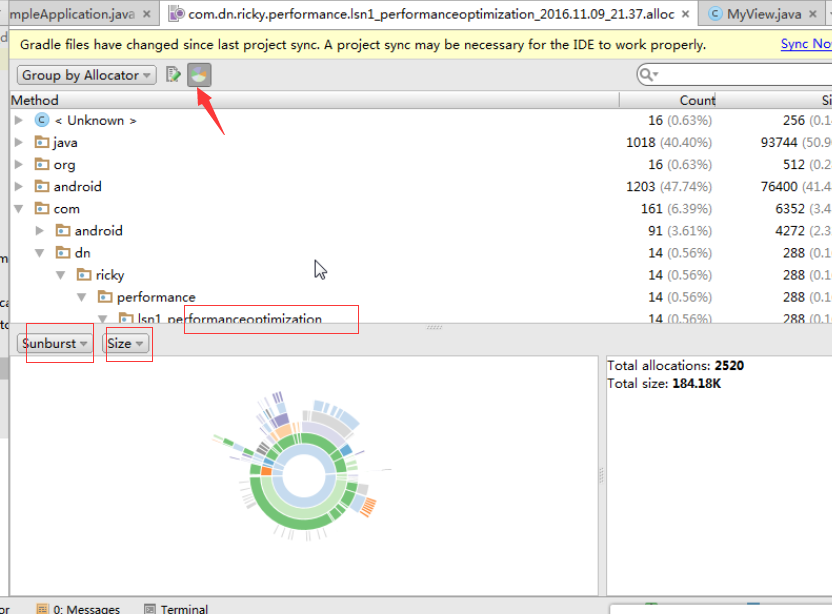 mpleApplication.java × com.dn.ricky.performance.lsn1_performanceoptimization_2016.11.09_21.37.alloc × MyView.java ×
Gradle files have changed since last project sync. A project sync may be necessary for the IDE to work properly. Sync No
Group by Allocator
Method Count Si
< Unknown > 16 (0.63%) 256 (0.1
java 1018 (40.40%) 93744 (50.9
org 16 (0.63%) 512 (0.2
android 1203 (47.74%) 76400 (41.4
com 161 (6.39%) 6352 (3.4
android 91 (3.61%) 4272 (2.3
dn 14 (0.56%) 288 (0.1
ricky 14 (0.56%) 288 (0.1
performance 14 (0.56%) 288 (0.1
lsn1_performanceoptimization 14 (0.56%) 288 (0.1
Sunburst Size
Total allocations: 2520
Total size: 184.18K
or 0: Messages Terminal